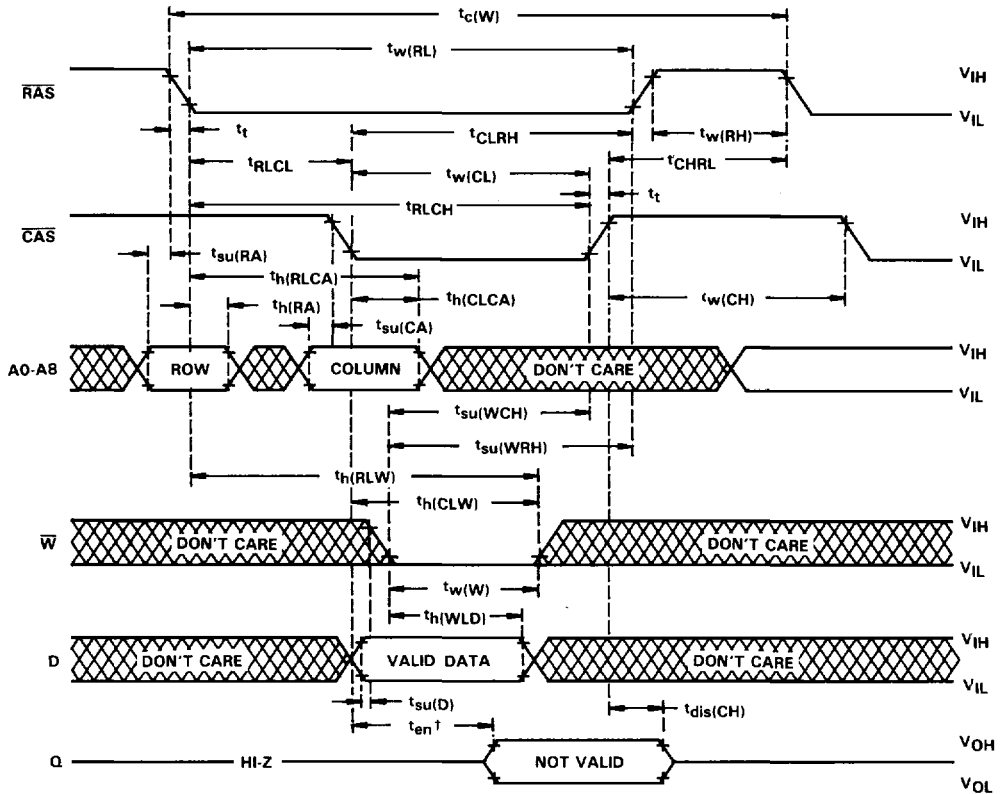 tc(W)
tw(RL)
RAS
VIH
VIL
tt
tCLRH
tw(RH)
tRLCL
tw(CL)
tCHRL
tRLCH
tt
CAS
VIH
VIL
tsu(RA)
th(RLCA)
th(RA)
th(CLCA)
tw(CH)
tsu(CA)
A0-A8
ROW
COLUMN
DON'T CARE
VIH
VIL
tsu(WCH)
tsu(WRH)
th(RLW)
th(CLW)
W
DON'T CARE
DON'T CARE
VIH
VIL
tw(W)
th(WLD)
D
DON'T CARE
VALID DATA
DON'T CARE
VIH
VIL
tsu(D)
tdis(CH)
ten†
Q
HI-Z
NOT VALID
VOH
VOL